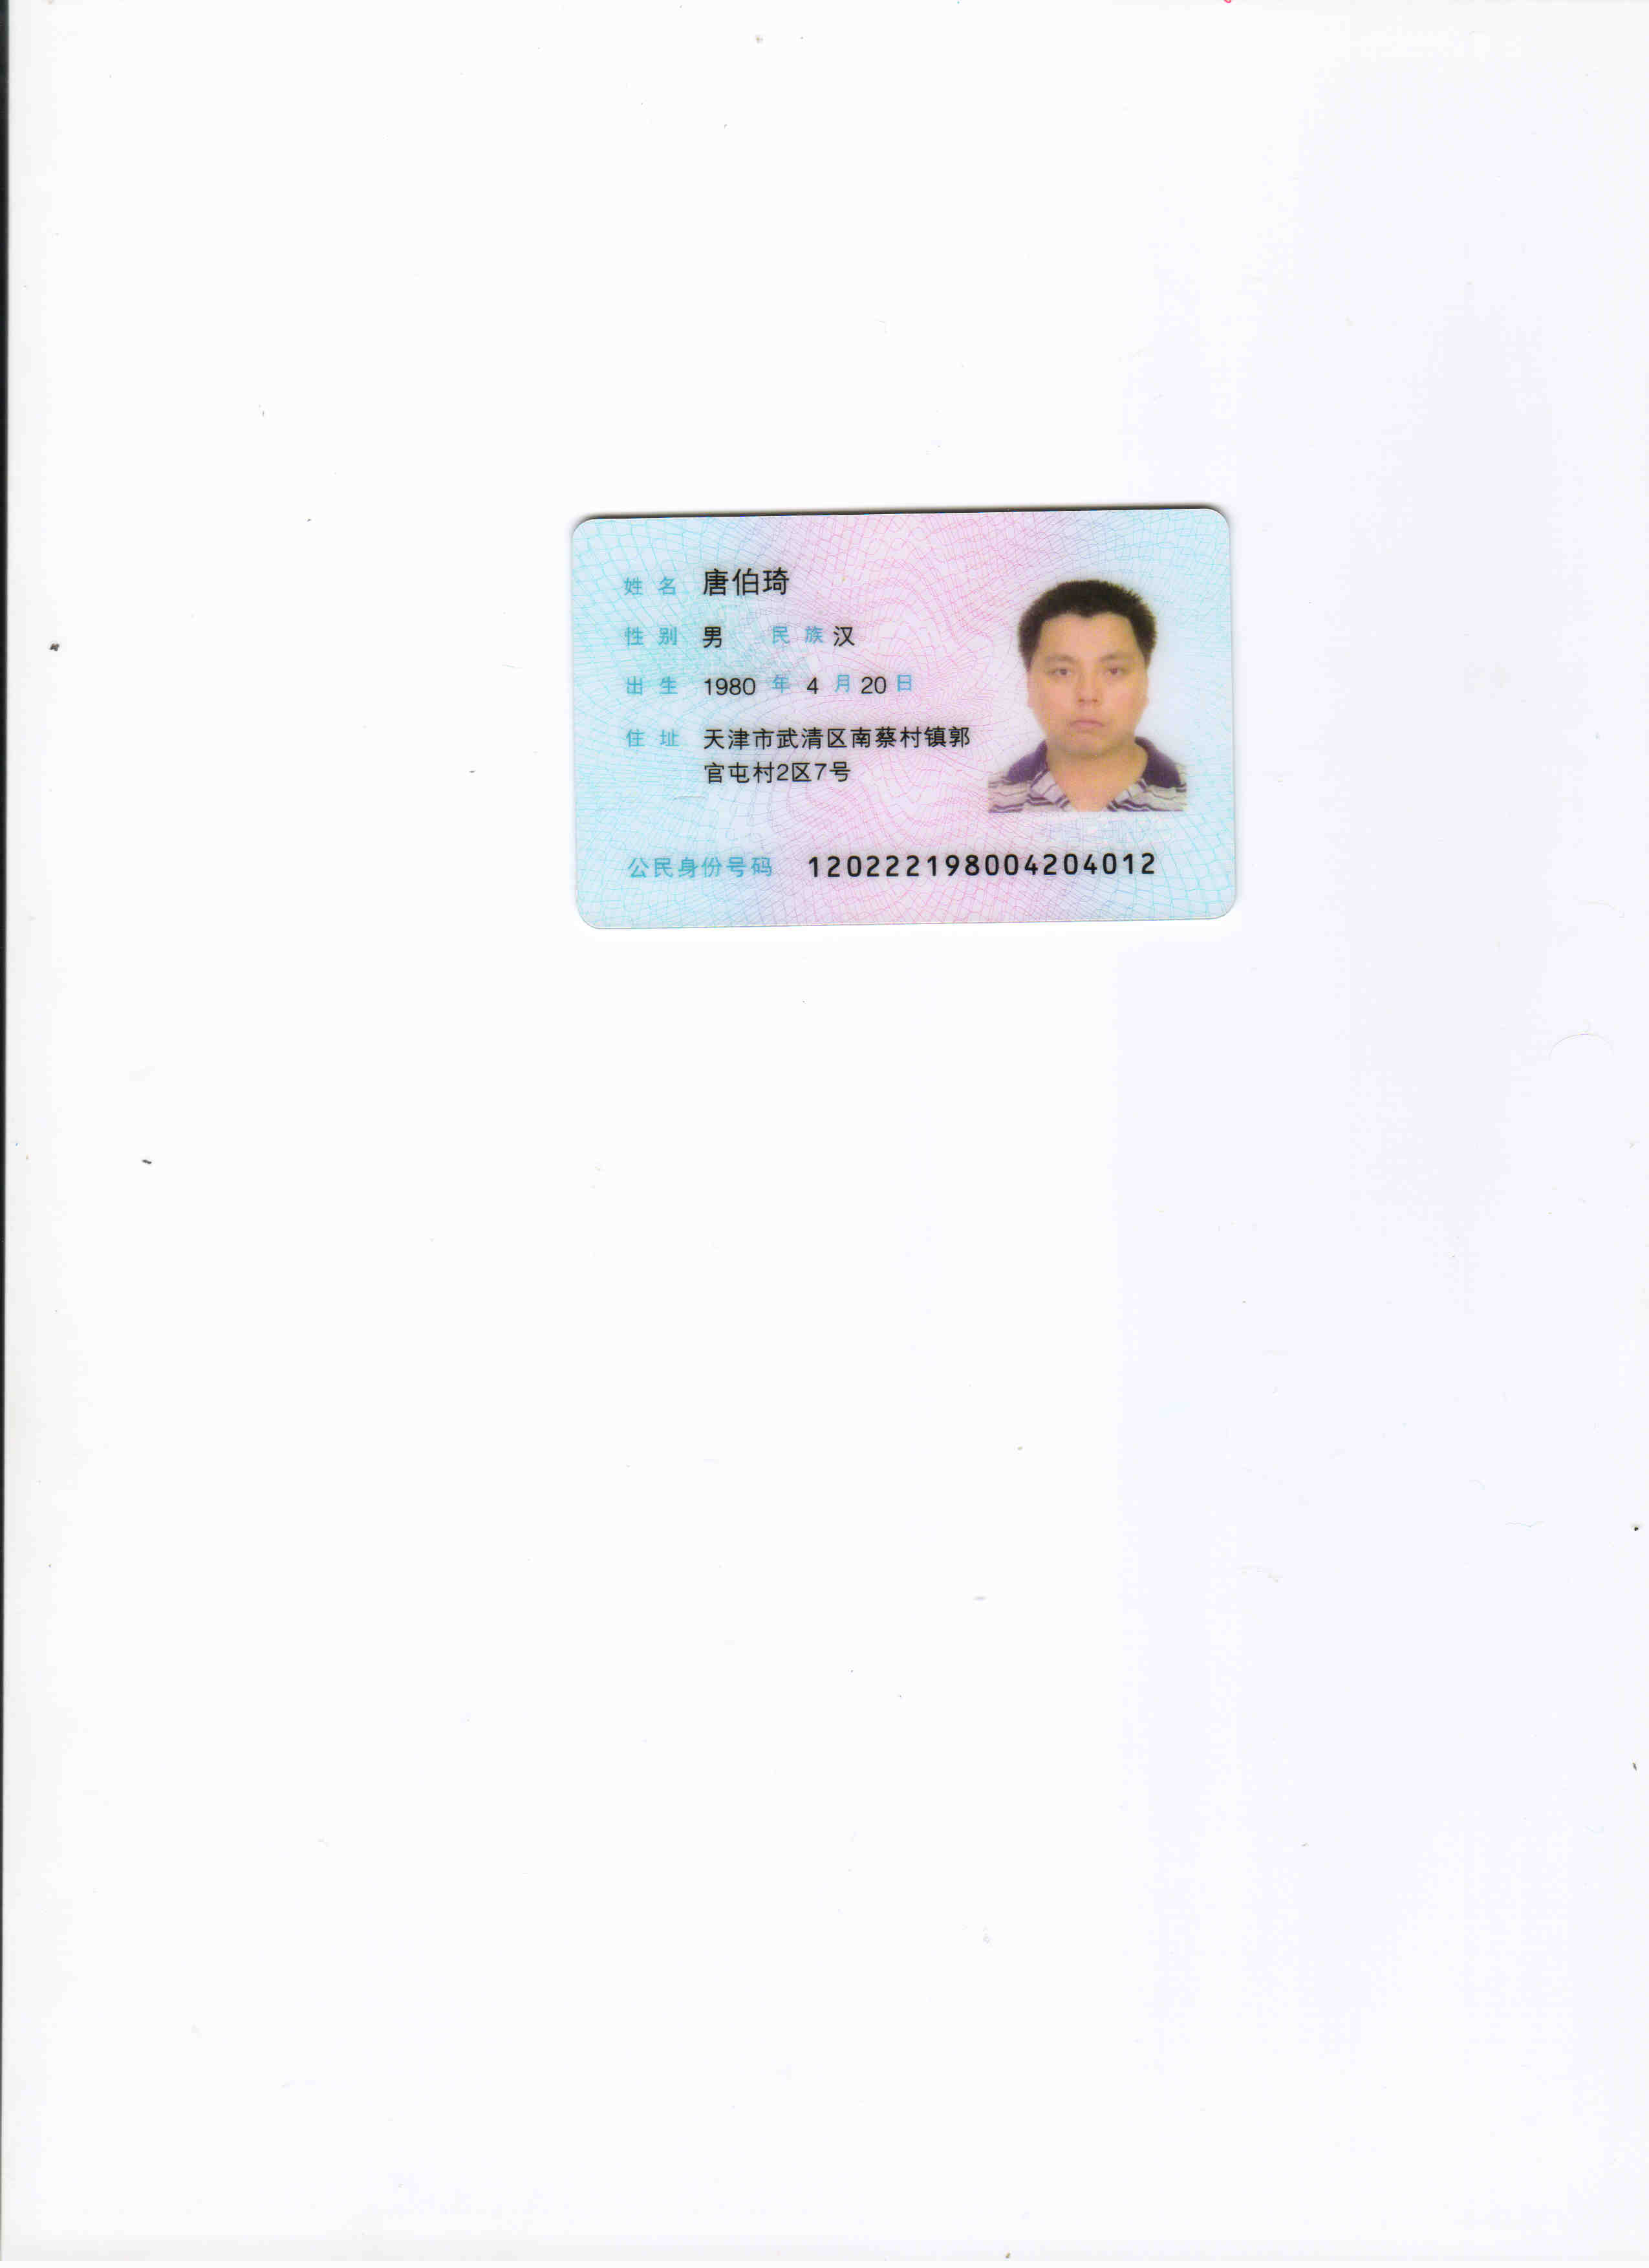 姓名 唐伯琦
性别 男 民族 汉
出生 1980 年 4 月 20 日
住址 天津市武清区南蔡村镇郭
官屯村2区7号
公民身份号码 120222198004204012